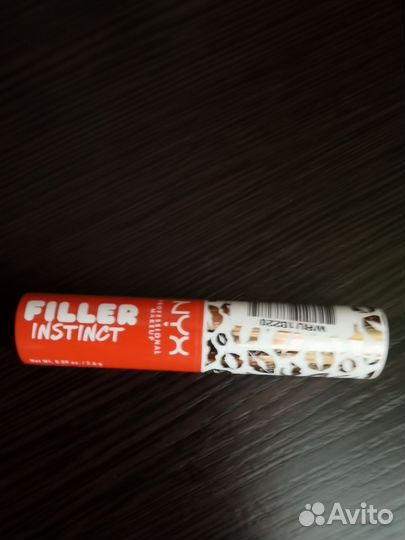 FILLER
INSTINCT
NYX
PROFESSIONAL
MAKEUP
Avito